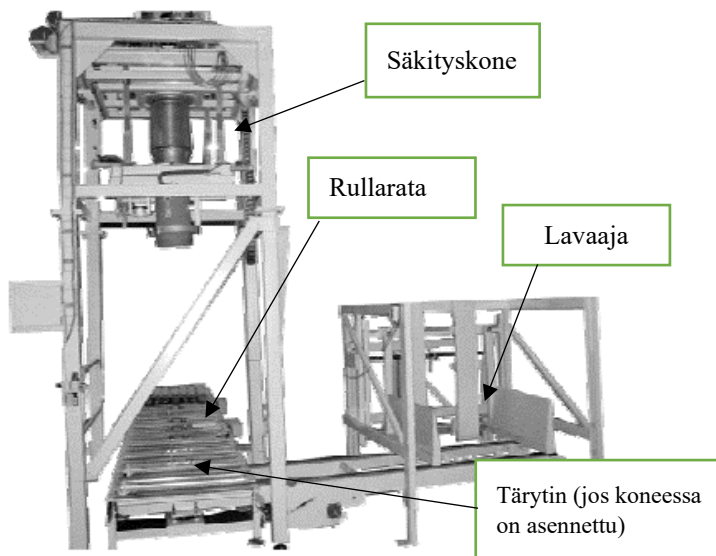 Säkityskone
Rullarata
Lavaaja
Tärytin (jos koneessa
on asennettu)